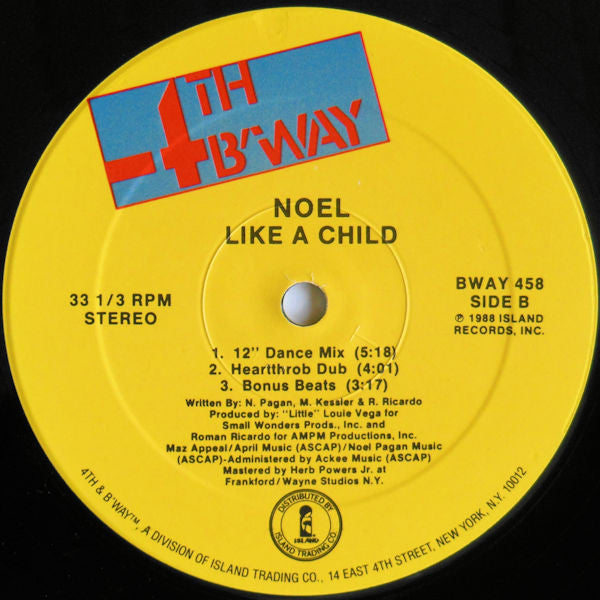 4TH
B'WAY
NOEL
LIKE A CHILD
33 1/3 RPM
STEREO
BWAY 458
SIDE B
℗ 1988 ISLAND
RECORDS, INC.
1. 12" Dance Mix (5:18)
2. Heartthrob Dub (4:01)
3. Bonus Beats (3:17)
Written By: N. Pagan, M. Kessler & R. Ricardo
Produced by: "Little" Louie Vega for
Small Wonders Prods., Inc. and
Roman Ricardo for AMPM Productions, Inc.
Maz Appeal/April Music (ASCAP)/Noel Pagan Music
(ASCAP)-Administered by Ackee Music (ASCAP)
Mastered by Herb Powers Jr. at
Frankford/Wayne Studios N.Y.
DISTRIBUTED BY
ISLAND
ISLAND TRADING CO.
4TH & B'WAY™, A DIVISION OF ISLAND TRADING CO., 14 EAST 4TH STREET, NEW YORK, N.Y. 10012